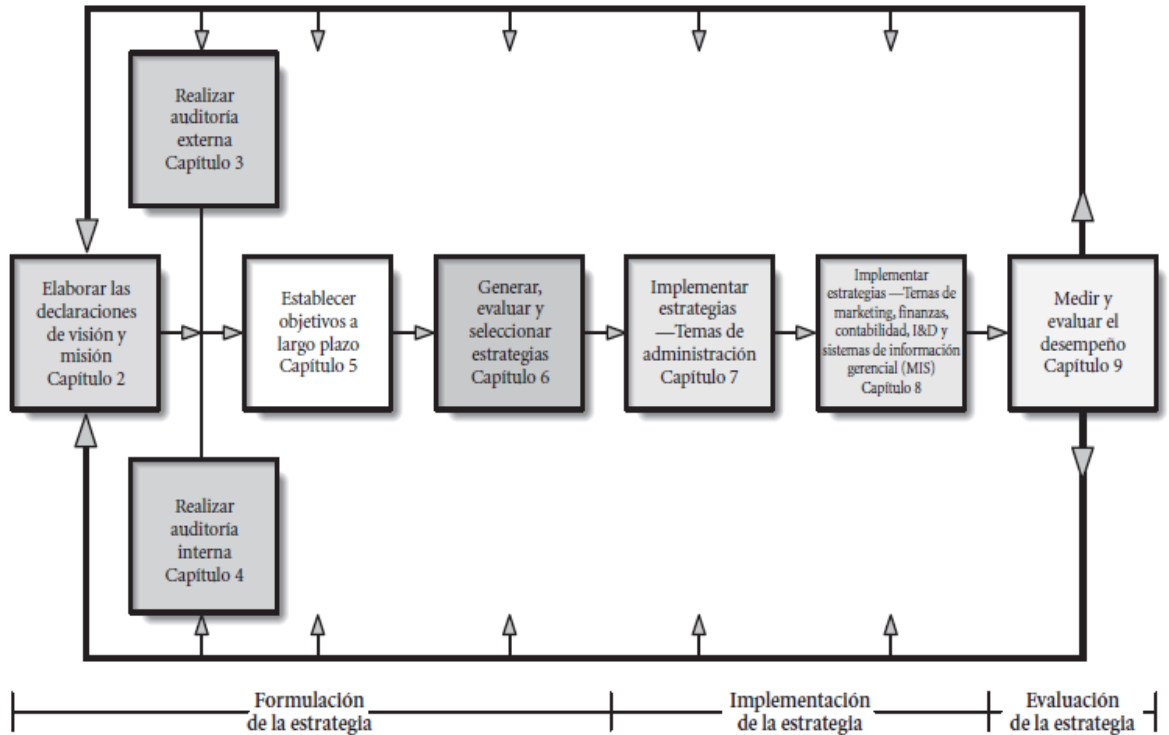 Realizar
auditoría
externa
Capítulo 3
Elaborar las
declaraciones
de visión y
misión
Capítulo 2
Establecer
objetivos a
largo plazo
Capítulo 5
Generar,
evaluar y
seleccionar
estrategias
Capítulo 6
Implementar
estrategias
—Temas de
administración
Capítulo 7
Implementar
estrategias —Temas de
marketing, finanzas,
contabilidad, I&D y
sistemas de información
gerencial (MIS)
Capítulo 8
Medir y
evaluar el
desempeño
Capítulo 9
Realizar
auditoría
interna
Capítulo 4
Formulación
de la estrategia
Implementación
de la estrategia
Evaluación
de la estrategia